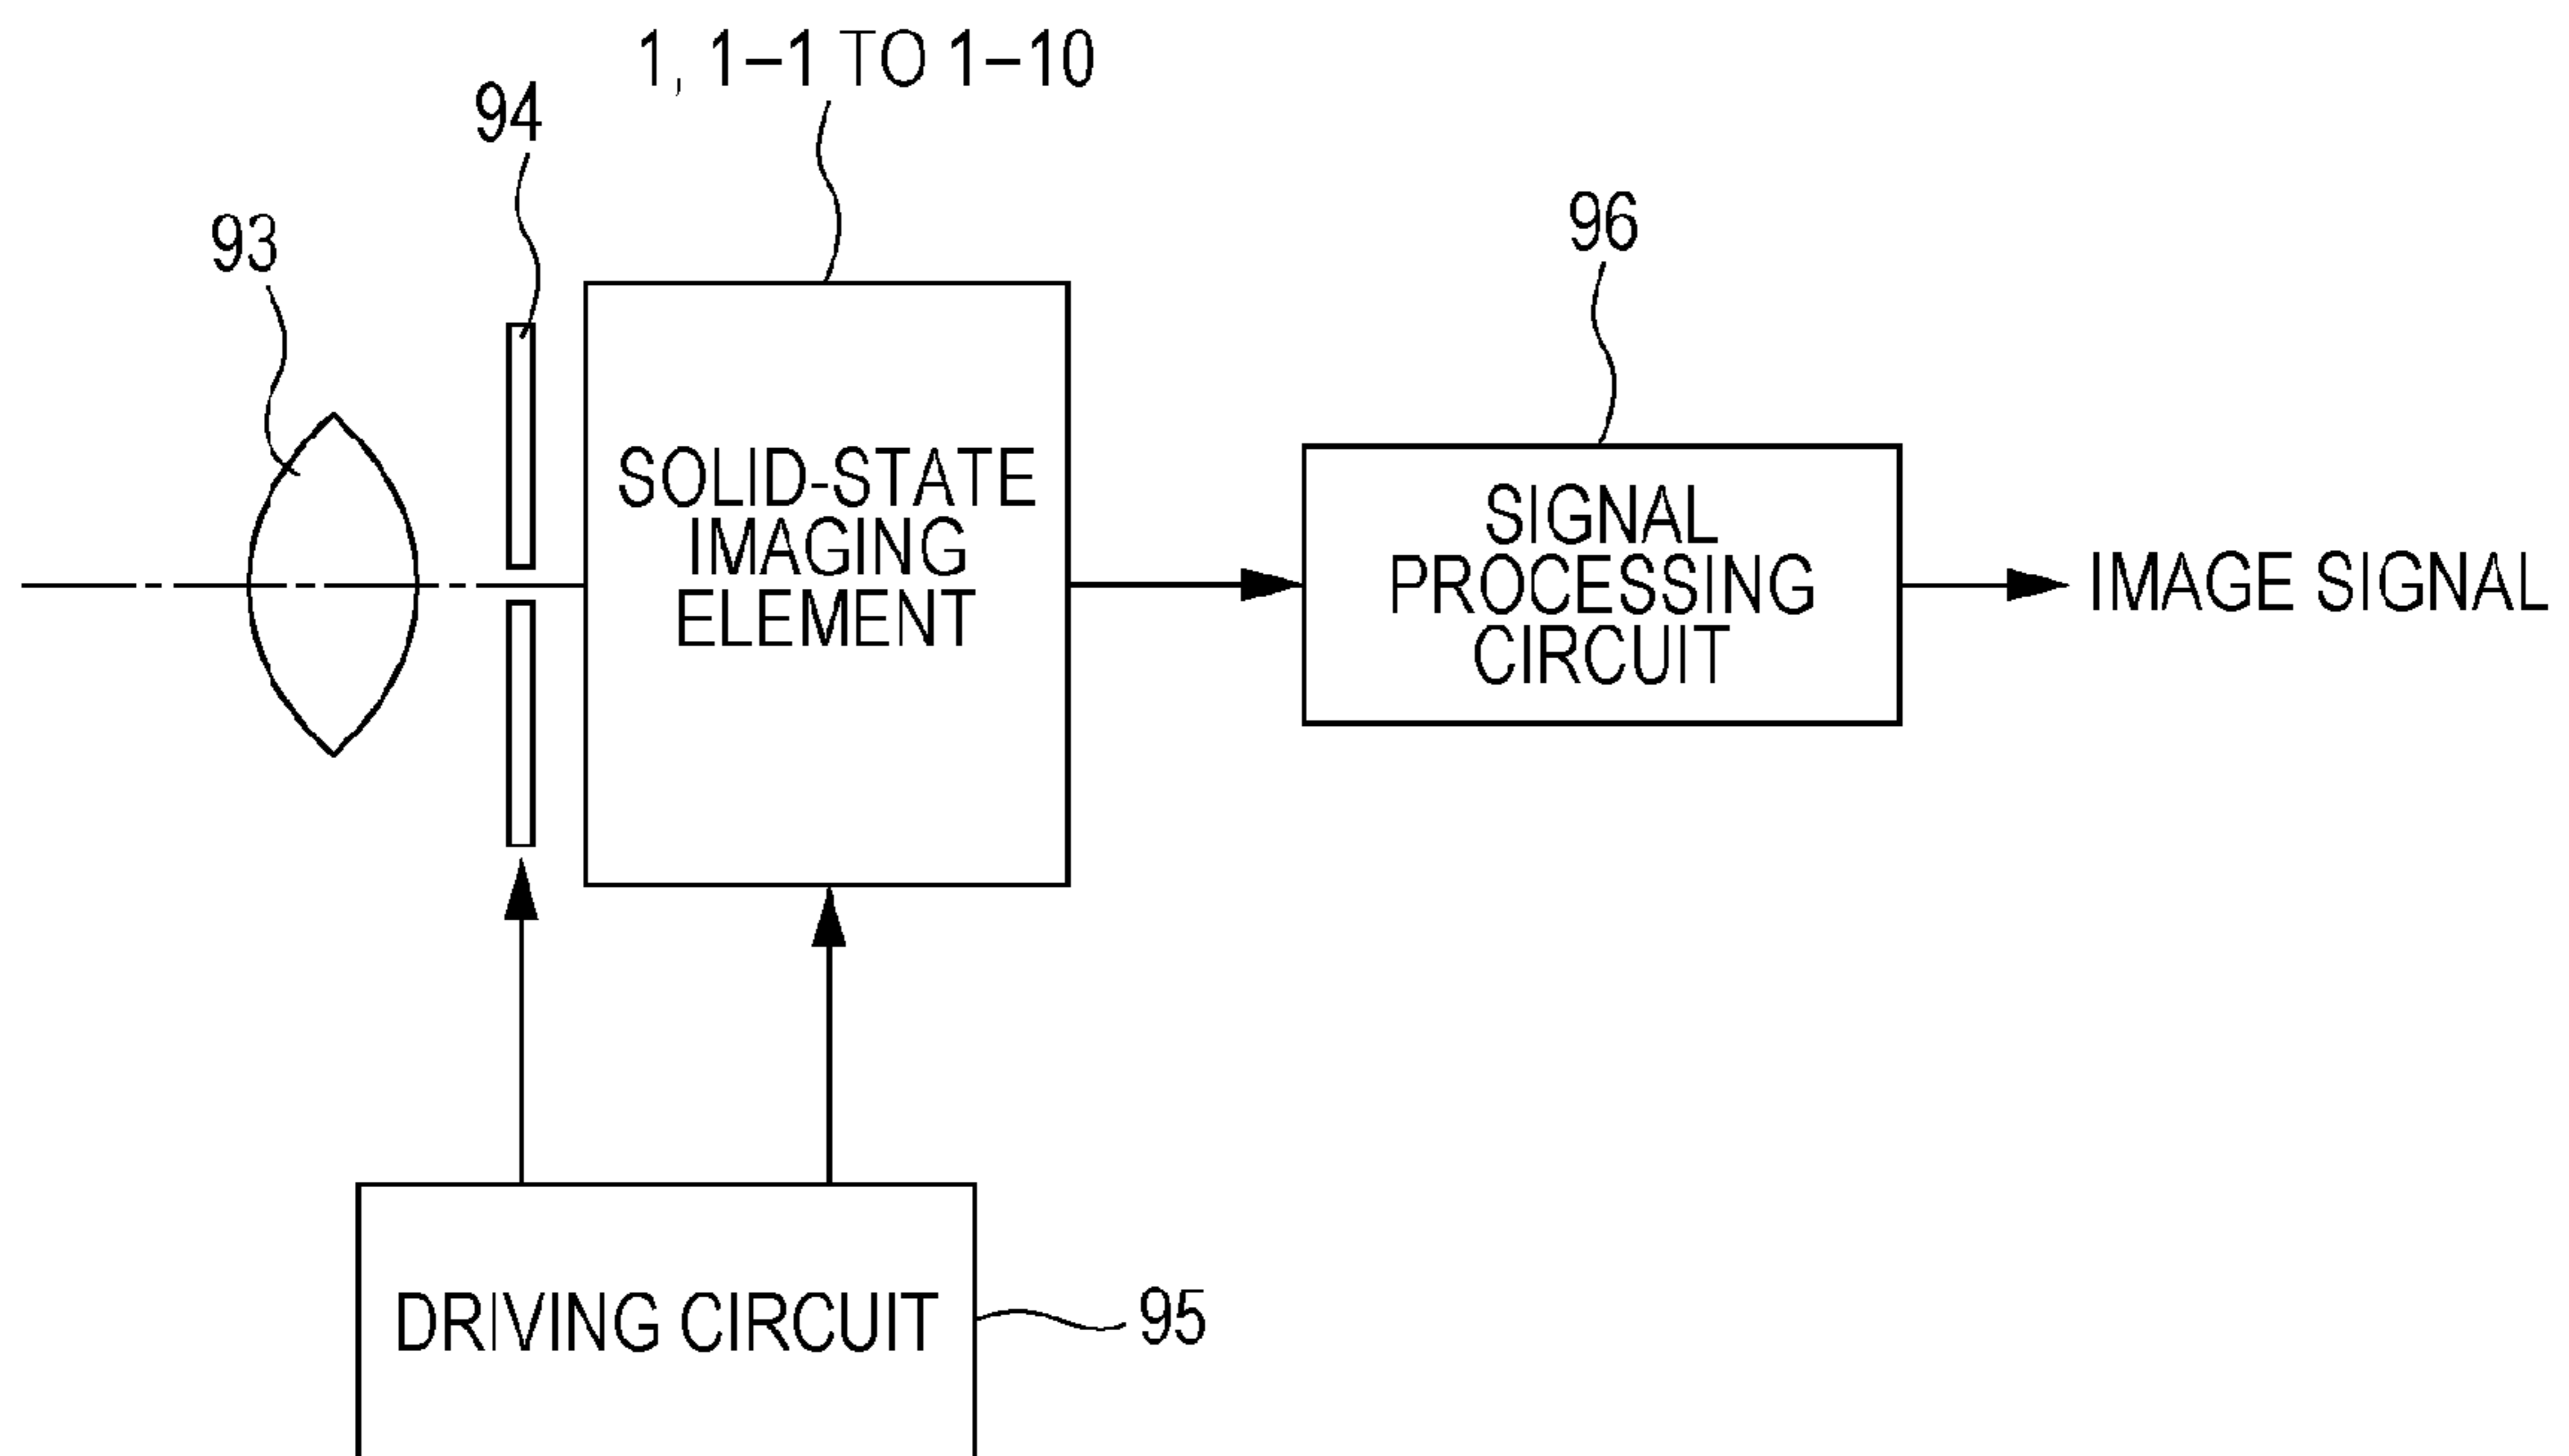 1, 1-1 TO 1-10
94
93
96
SOLID-STATE
IMAGING
ELEMENT
SIGNAL
PROCESSING
CIRCUIT
IMAGE SIGNAL
DRIVING CIRCUIT
95